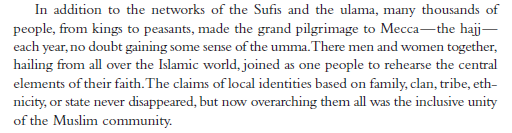 In addition to the networks of the Sufis and the ulama, many thousands of
people, from kings to peasants, made the grand pilgrimage to Mecca—the hajj—
each year, no doubt gaining some sense of the umma. There men and women together,
hailing from all over the Islamic world, joined as one people to rehearse the central
elements of their faith. The claims of local identities based on family, clan, tribe, eth-
nicity, or state never disappeared, but now overarching them all was the inclusive unity
of the Muslim community.